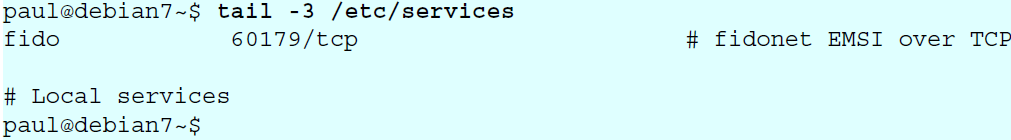 paul@debian7~$ tail -3 /etc/services
fido            60179/tcp                       # fidonet EMSI over TCP

# Local services
paul@debian7~$